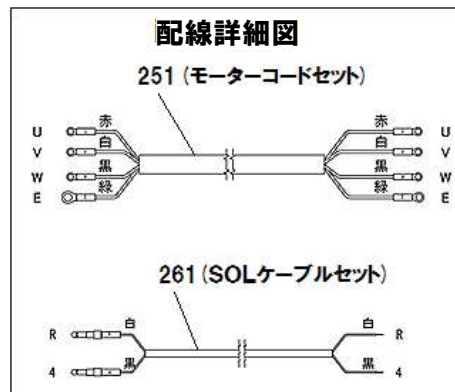 配線詳細図
251(モーターコードセット)
U 赤 赤 U
V 白 白 V
W 黒 黒 W
E 緑 緑 E
261(SOLケーブルセット)
R 白 白 R
4 黒 黒 4